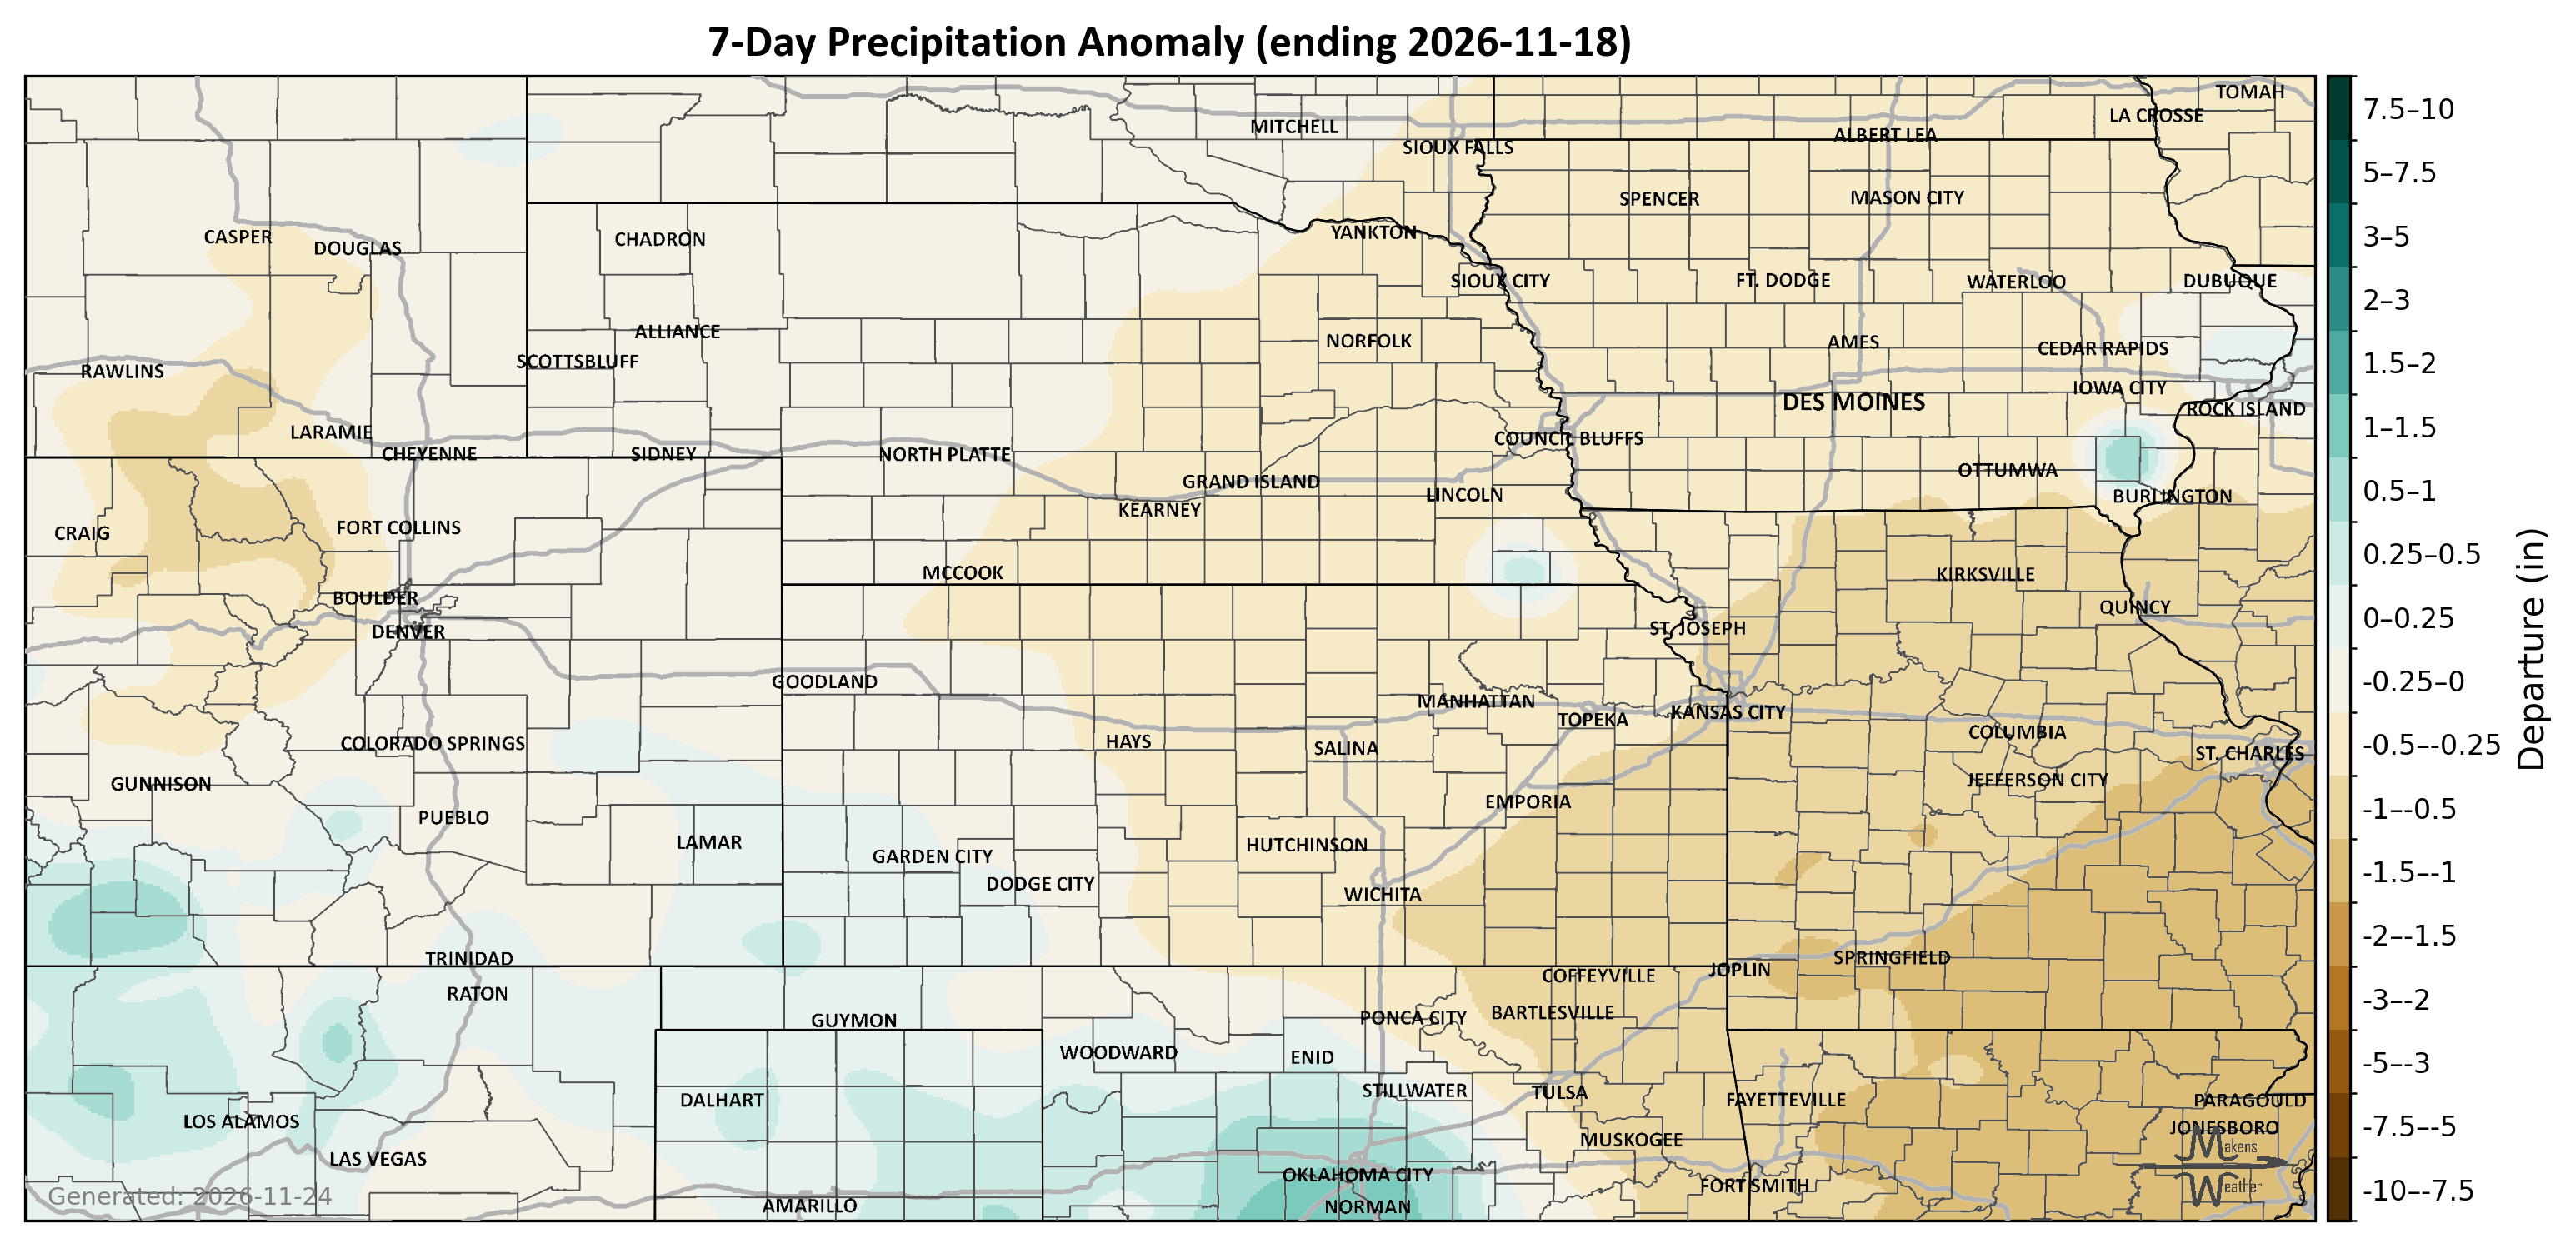 7-Day Precipitation Anomaly (ending 2026-11-18)
TOMAH
LA CROSSE
MITCHELL
ALBERT LEA
SIOUX FALLS
SPENCER
MASON CITY
CASPER
DOUGLAS
CHADRON
YANKTON
SIOUX CITY
FT. DODGE
WATERLOO
DUBUQUE
ALLIANCE
NORFOLK
AMES
CEDAR RAPIDS
SCOTTSBLUFF
RAWLINS
IOWA CITY
DES MOINES
ROCK ISLAND
LARAMIE
COUNCIL BLUFFS
CHEYENNE
SIDNEY
NORTH PLATTE
OTTUMWA
GRAND ISLAND
LINCOLN
BURLINGTON
KEARNEY
CRAIG
FORT COLLINS
MCCOOK
KIRKSVILLE
BOULDER
QUINCY
DENVER
ST. JOSEPH
GOODLAND
MANHATTAN
TOPEKA
KANSAS CITY
COLUMBIA
COLORADO SPRINGS
HAYS
SALINA
ST. CHARLES
GUNNISON
JEFFERSON CITY
EMPORIA
PUEBLO
LAMAR
HUTCHINSON
GARDEN CITY
DODGE CITY
WICHITA
TRINIDAD
SPRINGFIELD
JOPLIN
COFFEYVILLE
RATON
BARTLESVILLE
PONCA CITY
GUYMON
WOODWARD
ENID
STILLWATER
TULSA
DALHART
FAYETTEVILLE
PARAGOULD
LOS ALAMOS
JONESBORO
MUSKOGEE
LAS VEGAS
OKLAHOMA CITY
FORT SMITH
AMARILLO
NORMAN
Generated: 2026-11-24
Makens
Weather
7.5–10
5–7.5
3–5
2–3
1.5–2
1–1.5
0.5–1
0.25–0.5
0–0.25
-0.25–0
-0.5–-0.25
-1–-0.5
-1.5–-1
-2–-1.5
-3–-2
-5–-3
-7.5–-5
-10–-7.5
Departure (in)